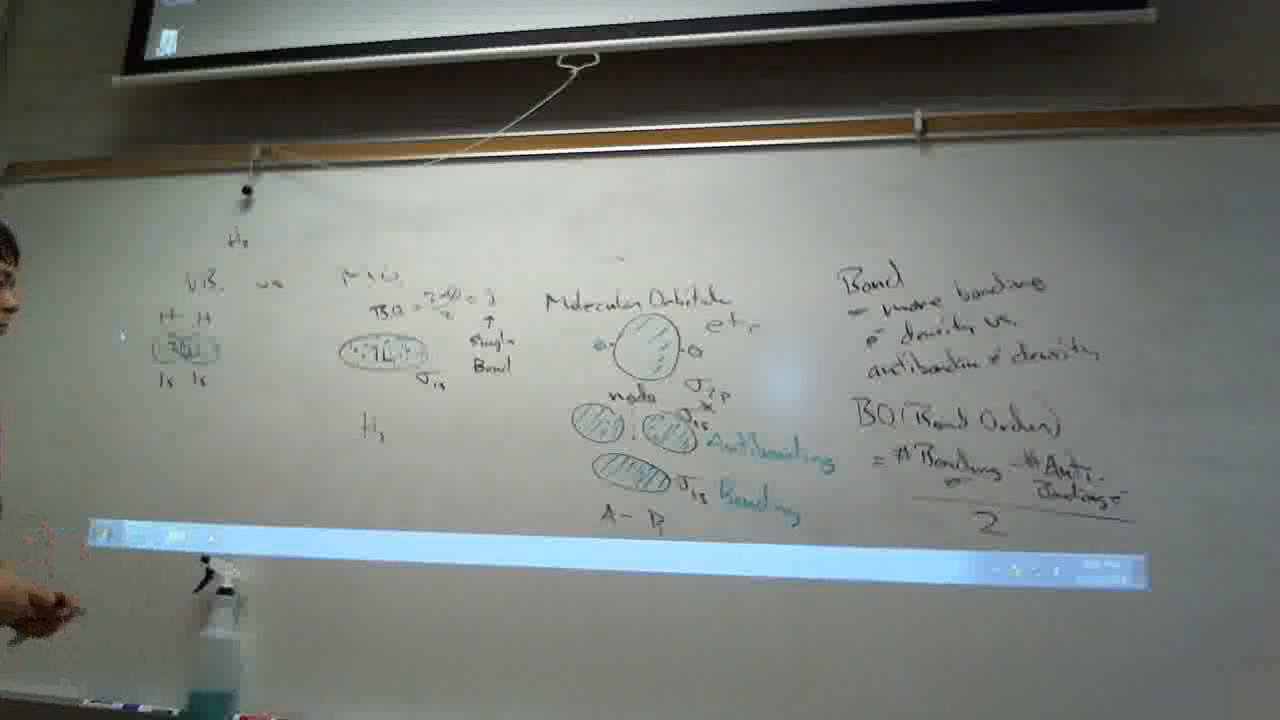 H₂
V.B. vs
H H
1s 1s
M.O.
BO = 2-0/2 = 1
↑
Single
Bond
1L
σ₁s
H₂
Molecular Orbitals
etc
σ₂p
node
σ*₁s
Antibonding
σ₁s Bonding
A - B
Bond
- more bonding
e⁻ density vs.
antibonding e⁻ density
BO (Bond Order)
= # Bonding e⁻ - # Anti-
Bonding e⁻
2